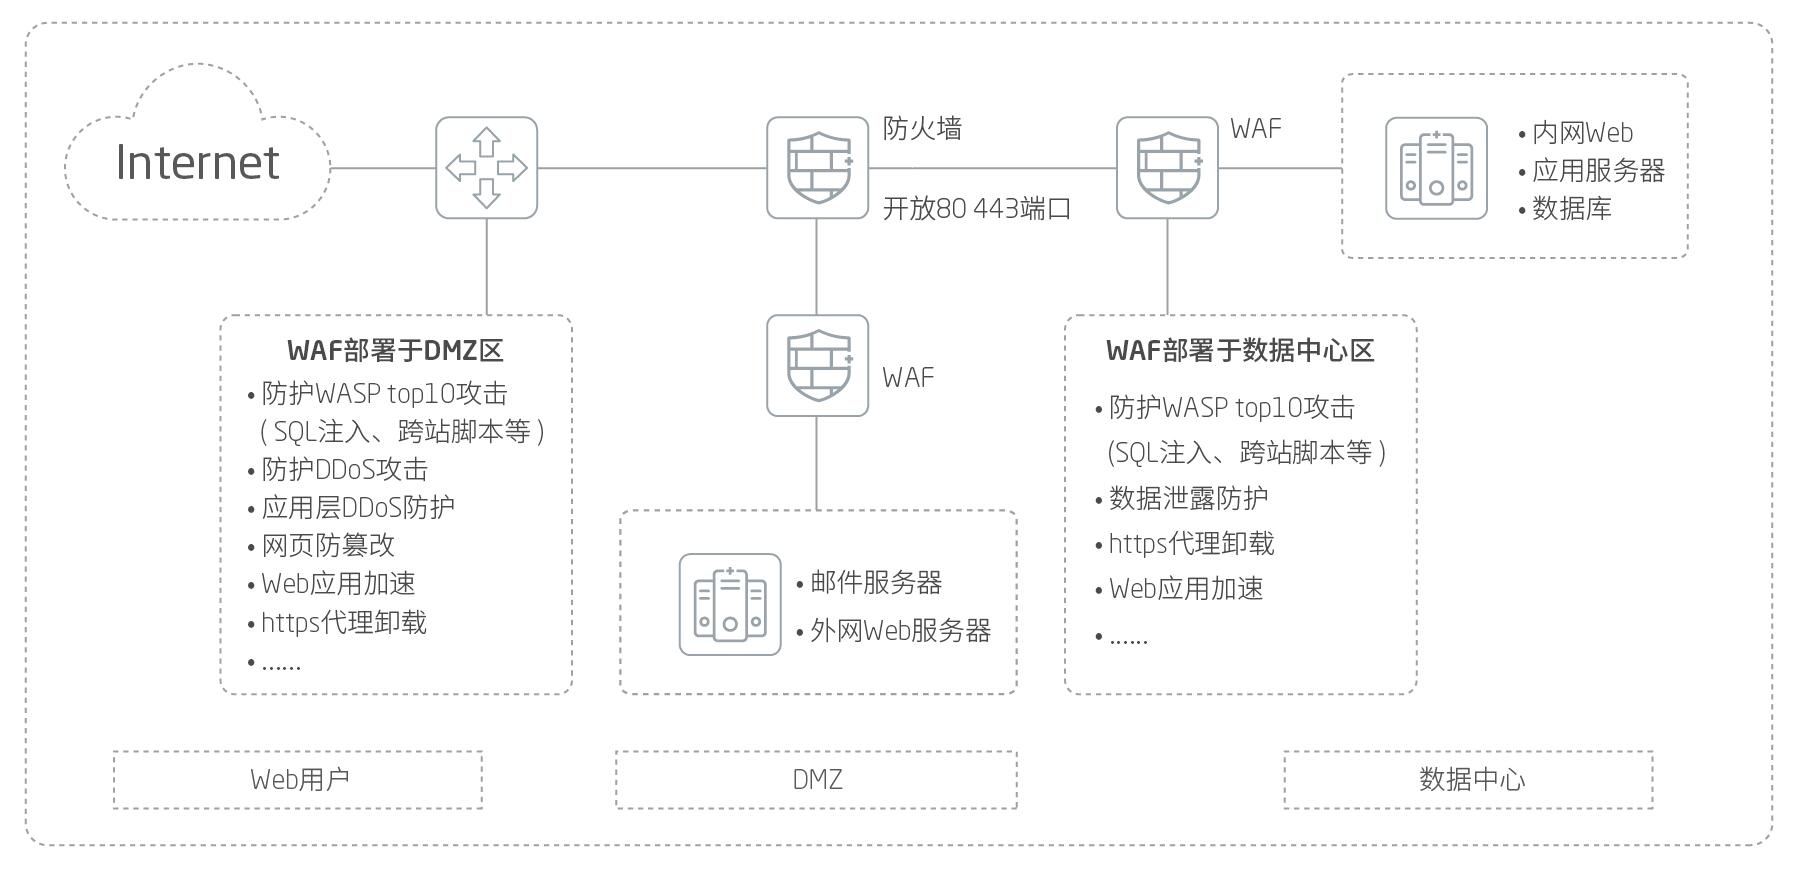 Internet
防火墙
开放80 443端口
WAF
• 内网Web
• 应用服务器
• 数据库
WAF部署于DMZ区
• 防护WASP top10攻击
( SQL注入、跨站脚本等 )
• 防护DDoS攻击
• 应用层DDoS防护
• 网页防篡改
• Web应用加速
• https代理卸载
• ......
WAF
• 邮件服务器
• 外网Web服务器
WAF部署于数据中心区
• 防护WASP top10攻击
(SQL注入、跨站脚本等 )
• 数据泄露防护
• https代理卸载
• Web应用加速
• ......
Web用户
DMZ
数据中心